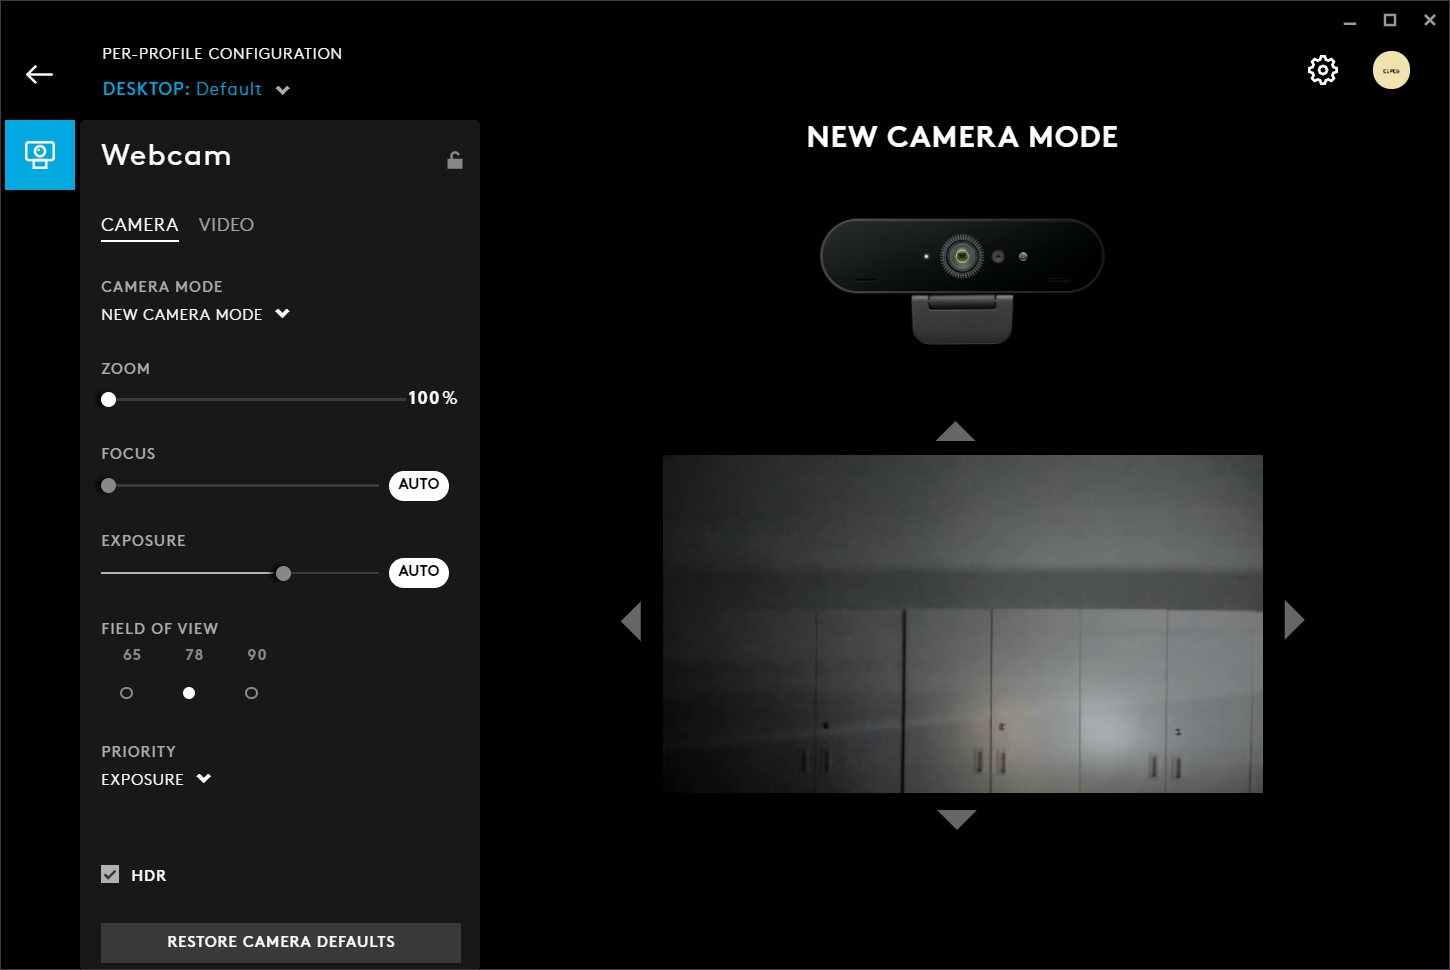 PER-PROFILE CONFIGURATION
DESKTOP: Default
Webcam
CAMERA VIDEO
CAMERA MODE
NEW CAMERA MODE
ZOOM
100%
FOCUS
AUTO
EXPOSURE
AUTO
FIELD OF VIEW
65 78 90
PRIORITY
EXPOSURE
HDR
RESTORE CAMERA DEFAULTS
NEW CAMERA MODE